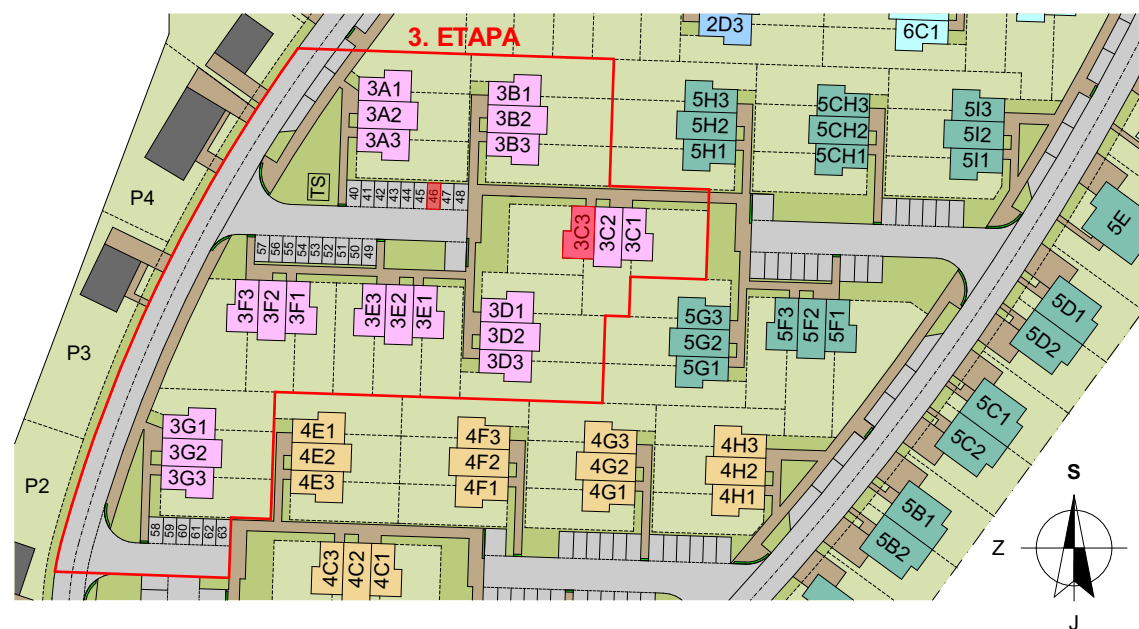 2D3
6C1
3. ETAPA
3A1
3A2
3A3
3B1
3B2
3B3
5H3
5H2
5H1
5CH3
5CH2
5CH1
5I3
5I2
5I1
P4
TS
40
41
42
43
44
45
46
47
48
5E
3C3
3C2
3C1
57
56
55
54
53
52
51
50
49
3F3
3F2
3F1
3E3
3E2
3E1
3D1
3D2
3D3
5G3
5G2
5G1
5F3
5F2
5F1
5D1
5D2
P3
5C1
5C2
3G1
3G2
3G3
4E1
4E2
4E3
4F3
4F2
4F1
4G3
4G2
4G1
4H3
4H2
4H1
P2
58
59
60
61
62
63
5B1
5B2
4C3
4C2
4C1
S
Z
J